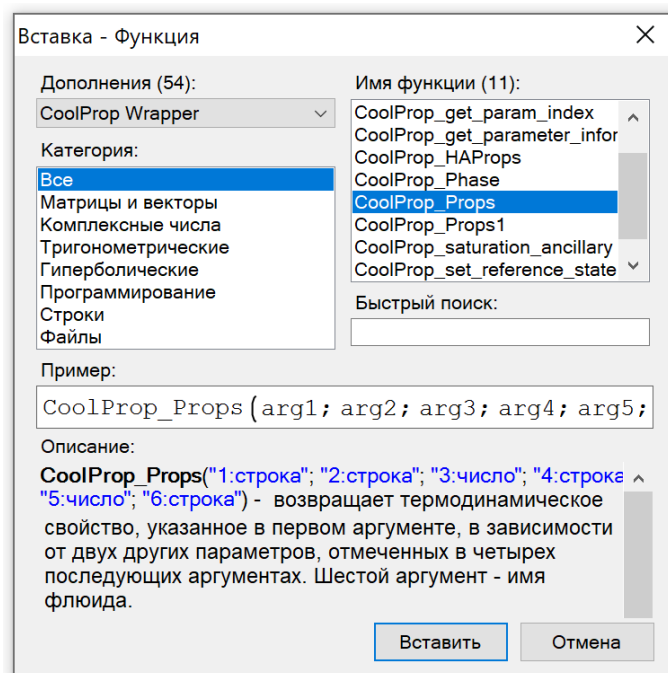 Вставка - Функция
Дополнения (54):
CoolProp Wrapper
Категория:
Все
Матрицы и векторы
Комплексные числа
Тригонометрические
Гиперболические
Программирование
Строки
Файлы
Имя функции (11):
CoolProp_get_param_index
CoolProp_get_parameter_infor
CoolProp_HAProps
CoolProp_Phase
CoolProp_Props
CoolProp_Props1
CoolProp_saturation_ancillary
CoolProp_set_reference_state
Быстрый поиск:
Пример:
CoolProp_Props(arg1; arg2; arg3; arg4; arg5;
Описание:
CoolProp_Props("1:строка"; "2:строка"; "3:число"; "4:строка
"5:число"; "6:строка") - возвращает термодинамическое
свойство, указанное в первом аргументе, в зависимости
от двух других параметров, отмеченных в четырех
последующих аргументах. Шестой аргумент - имя
флюида.
Вставить
Отмена